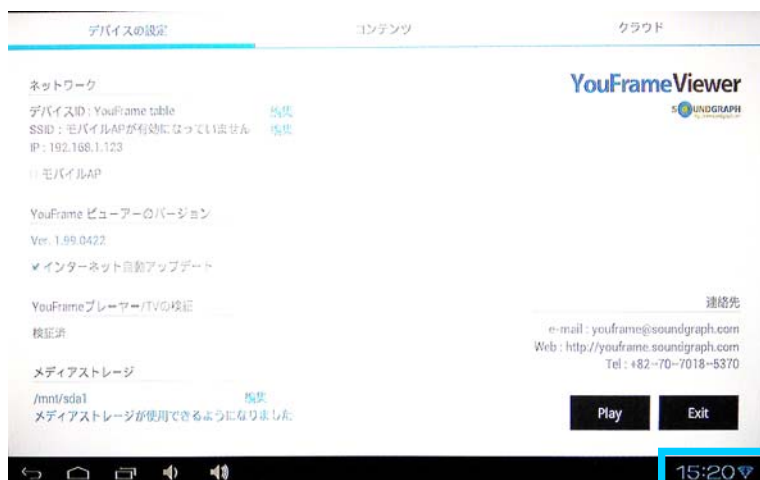 デバイスの設定
コンテンツ
クラウド
ネットワーク
デバイスID : YouFrame table 編集
SSID : モバイルAPが有効になっていません 編集
IP : 192.168.1.123
モバイルAP
YouFrame ビューアーのバージョン
Ver. 1.99.0422
インターネット自動アップデート
YouFrameプレーヤー/TVの検証
検証済
メディアストレージ
/mnt/sda1 編集
メディアストレージが使用できるようになりました
YouFrameViewer
SOUNDGRAPH
連絡先
e-mail : youframe@soundgraph.com
Web : http://youframe.soundgraph.com
Tel : +82-70-7018-5370
Play
Exit
15:20